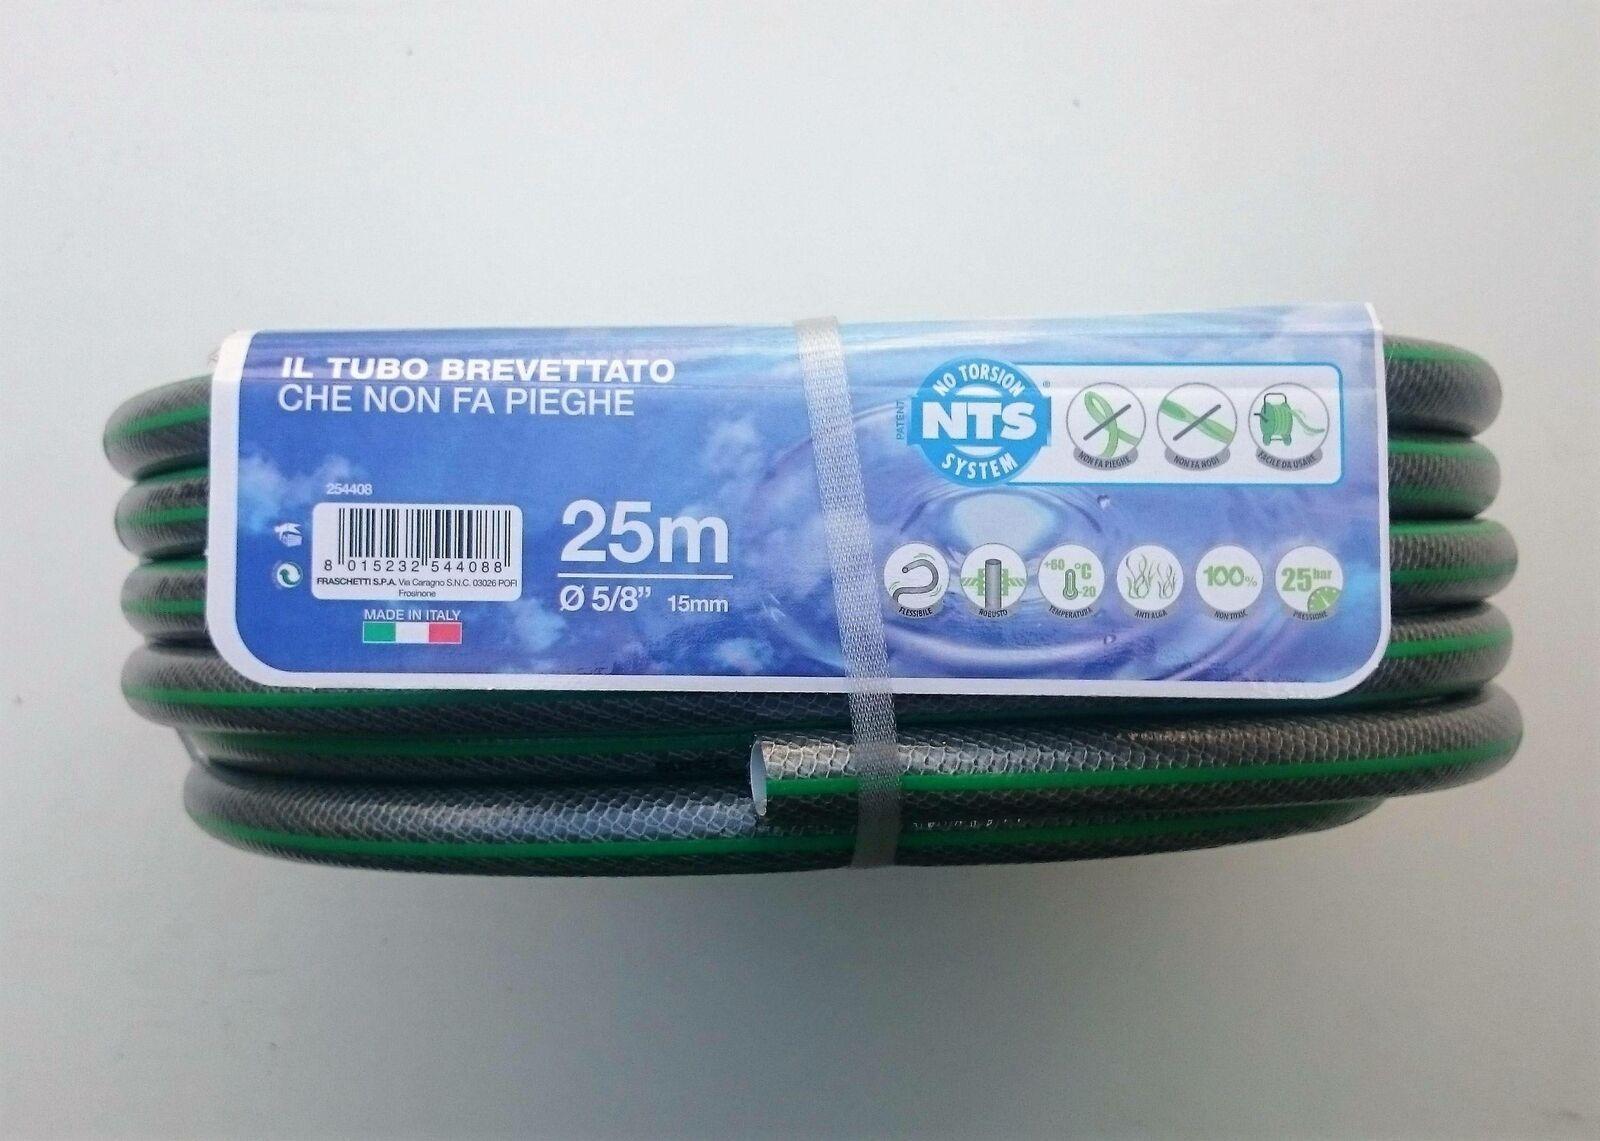 IL TUBO BREVETTATO
CHE NON FA PIEGHE
254408
8 015232 544088
FRASCHETTI S.P.A. Via Caragno S.N.C. 03026 POFI
Frosinone
MADE IN ITALY
25m
Ø 5/8" 15mm
PATENT
NO TORSION
NTS
SYSTEM
®
NON FA PIEGHE
NON FA NODI
FACILE DA USARE
FLESSIBILE
ROBUSTO
+60 °C
-20
TEMPERATURA
ANTI ALGA
100%
NON TOXIC
25 bar
PRESSIONE